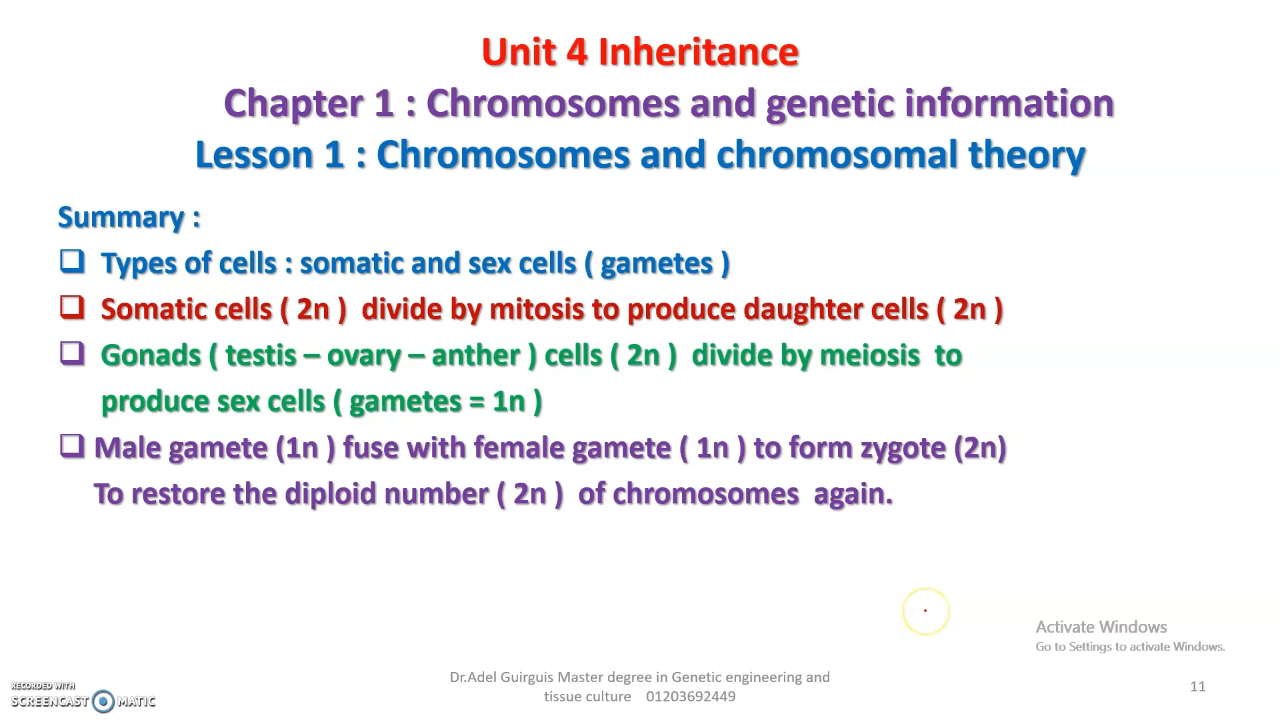 Unit 4 Inheritance
Chapter 1 : Chromosomes and genetic information
Lesson 1 : Chromosomes and chromosomal theory
Summary :
Types of cells : somatic and sex cells ( gametes )
Somatic cells ( 2n ) divide by mitosis to produce daughter cells ( 2n )
Gonads ( testis – ovary – anther ) cells ( 2n ) divide by meiosis to
produce sex cells ( gametes = 1n )
Male gamete (1n ) fuse with female gamete ( 1n ) to form zygote (2n)
To restore the diploid number ( 2n ) of chromosomes again.
Activate Windows
Go to Settings to activate Windows.
Dr.Adel Guirguis Master degree in Genetic engineering and
tissue culture 01203692449
11
RECORDED WITH
SCREENCAST MATIC